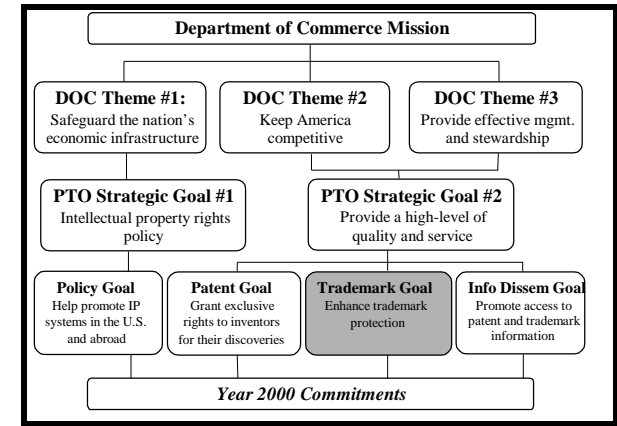 Department of Commerce Mission
DOC Theme #1:
Safeguard the nation's
economic infrastructure
DOC Theme #2
Keep America
competitive
DOC Theme #3
Provide effective mgmt.
and stewardship
PTO Strategic Goal #1
Intellectual property rights
policy
PTO Strategic Goal #2
Provide a high-level of
quality and service
Policy Goal
Help promote IP
systems in the U.S.
and abroad
Patent Goal
Grant exclusive
rights to inventors
for their discoveries
Trademark Goal
Enhance trademark
protection
Info Dissem Goal
Promote access to
patent and trademark
information
Year 2000 Commitments